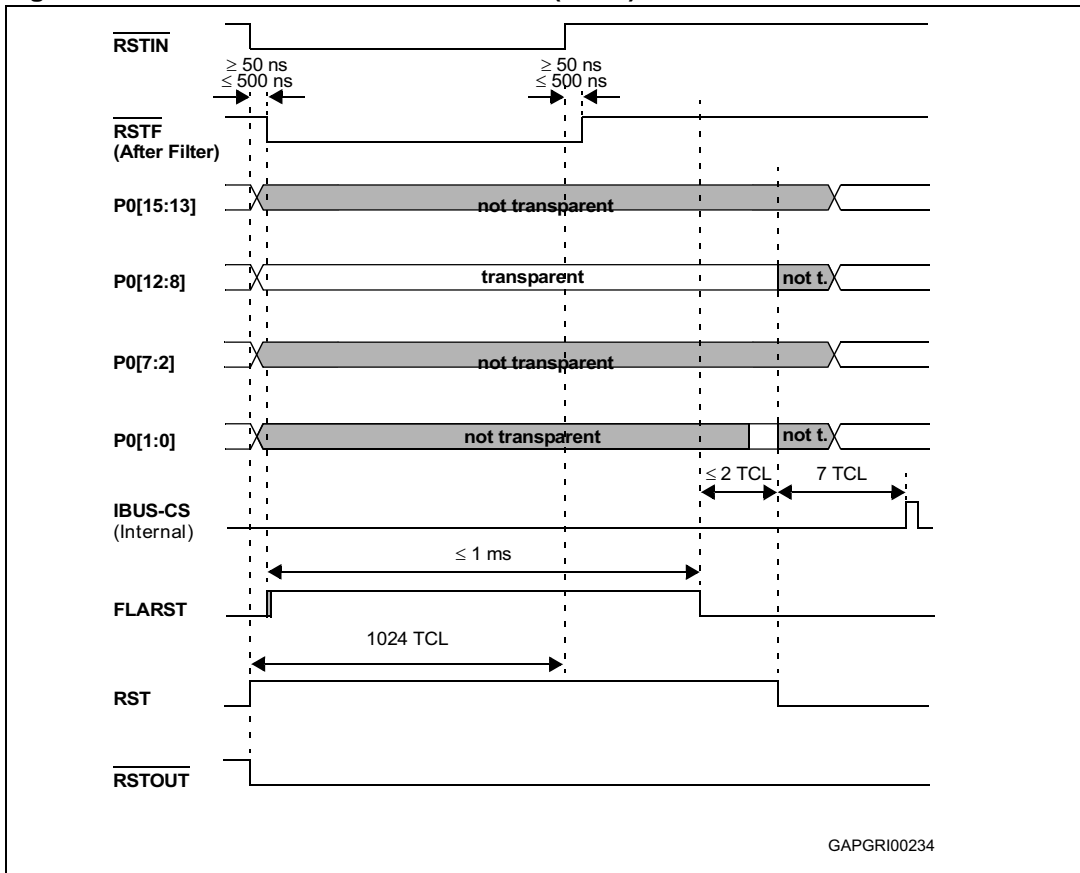 RSTIN
≥ 50 ns
≤ 500 ns
≥ 50 ns
≤ 500 ns
RSTF
(After Filter)
P0[15:13]
not transparent
P0[12:8]
transparent
not t.
P0[7:2]
not transparent
P0[1:0]
not transparent
not t.
≤ 2 TCL
7 TCL
IBUS-CS
(Internal)
≤ 1 ms
FLARST
1024 TCL
RST
RSTOUT
GAPGRI00234